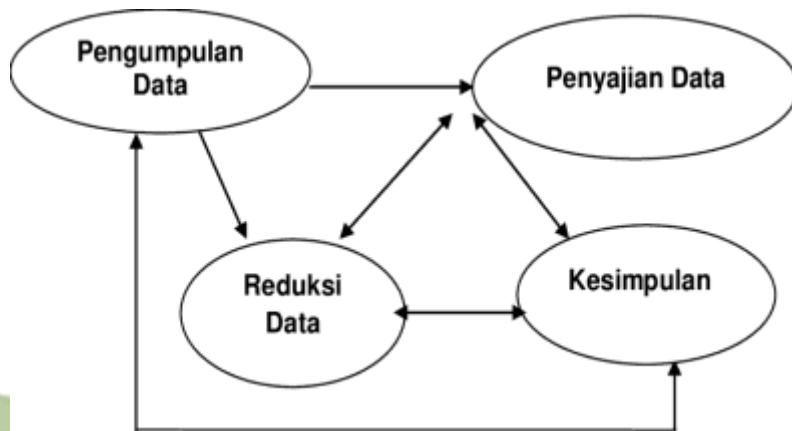 Pengumpulan
Data
Penyajian Data
Reduksi
Data
Kesimpulan